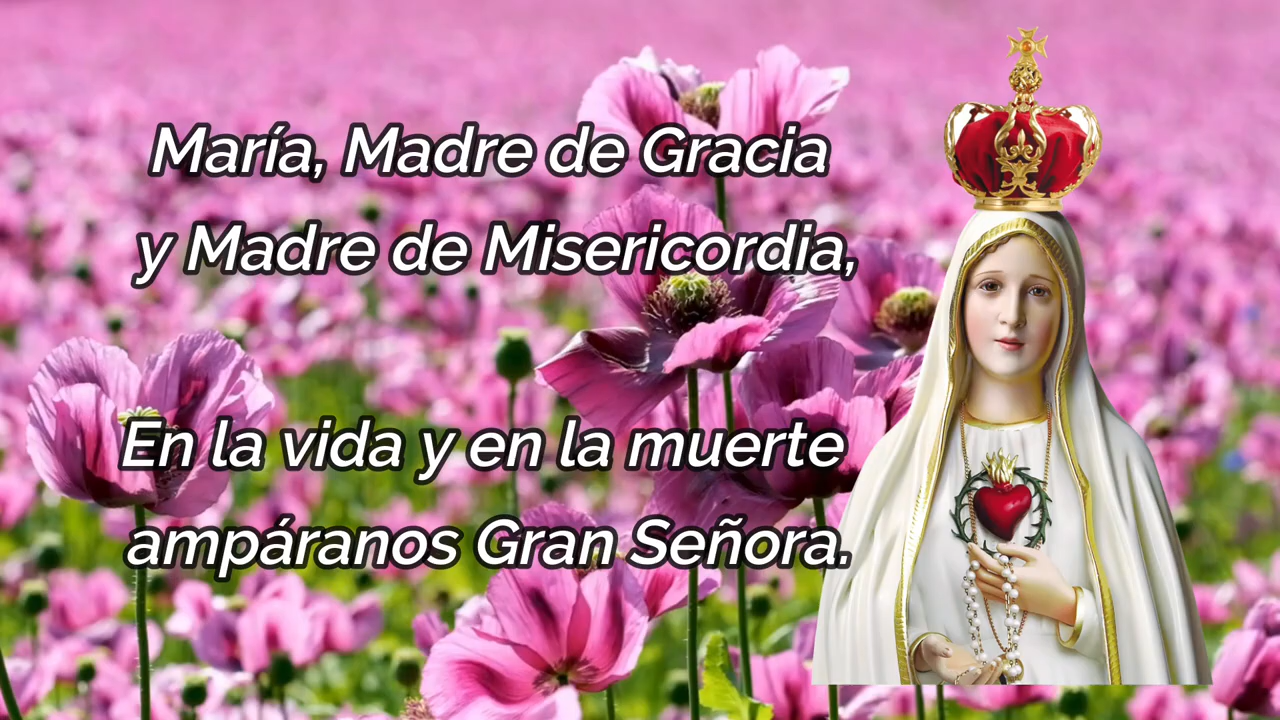 María, Madre de Gracia
y Madre de Misericordia,
En la vida y en la muerte
ampáranos Gran Señora.